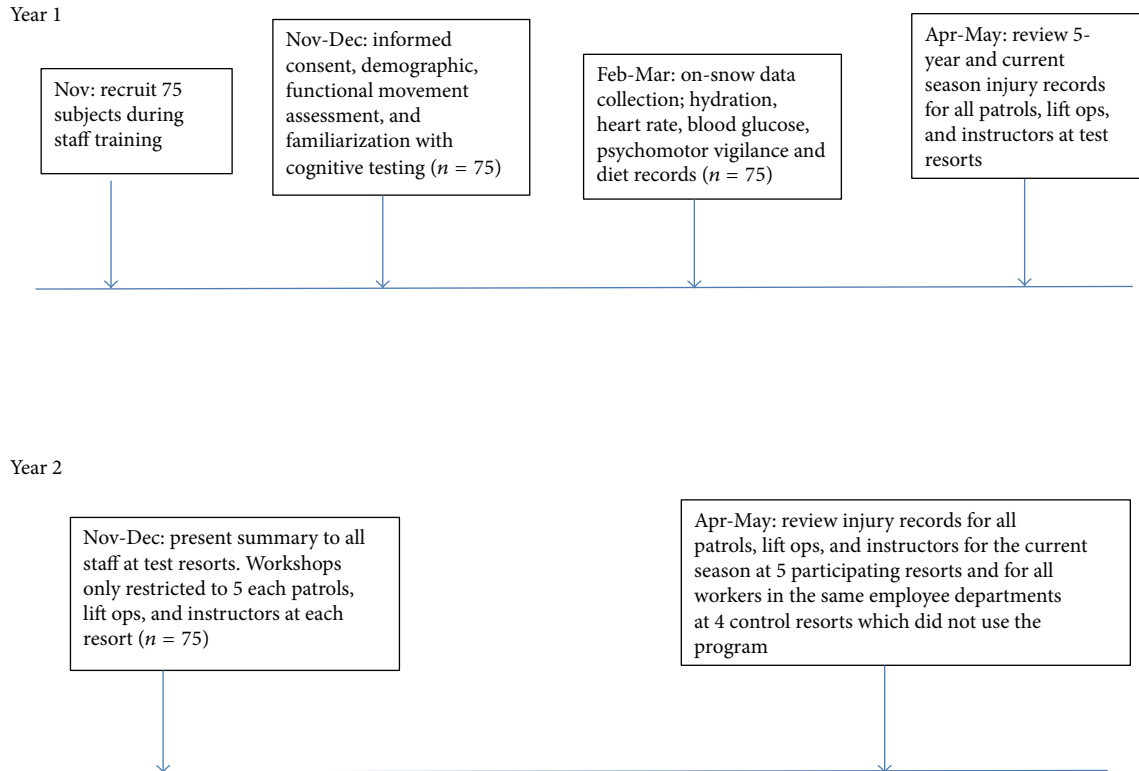 Year 1
Nov: recruit 75
subjects during
staff training
Nov-Dec: informed
consent, demographic,
functional movement
assessment, and
familiarization with
cognitive testing (n = 75)
Feb-Mar: on-snow data
collection; hydration,
heart rate, blood glucose,
psychomotor vigilance and
diet records (n = 75)
Apr-May: review 5-
year and current
season injury records
for all patrols, lift ops,
and instructors at test
resorts
Year 2
Nov-Dec: present summary to all
staff at test resorts. Workshops
only restricted to 5 each patrols,
lift ops, and instructors at each
resort (n = 75)
Apr-May: review injury records for all
patrols, lift ops, and instructors for the current
season at 5 participating resorts and for all
workers in the same employee departments
at 4 control resorts which did not use the
program